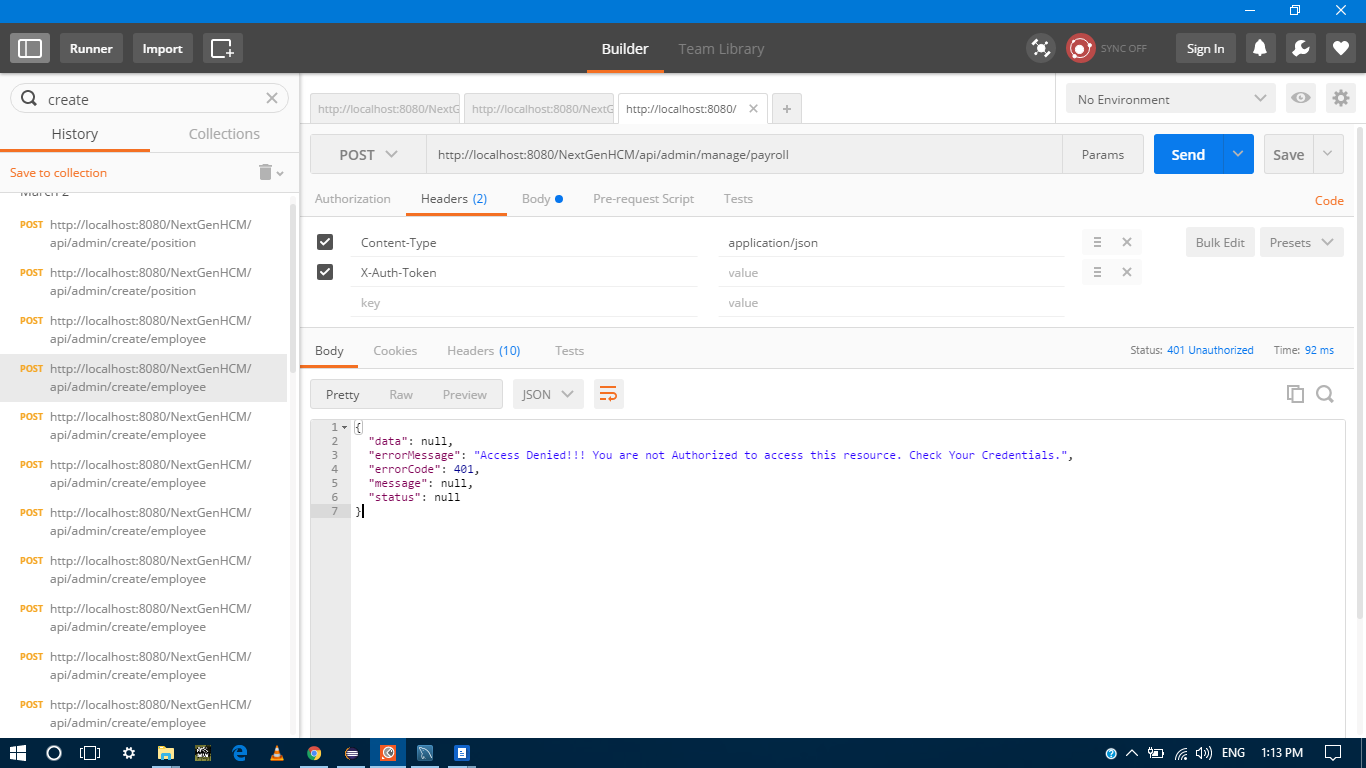 Runner
Import
Builder
Team Library
SYNC OFF
Sign In
create
History
Collections
Save to collection
March 2
POST http://localhost:8080/NextGenHCM/
api/admin/create/position
POST http://localhost:8080/NextGenHCM/
api/admin/create/position
POST http://localhost:8080/NextGenHCM/
api/admin/create/employee
POST http://localhost:8080/NextGenHCM/
api/admin/create/employee
POST http://localhost:8080/NextGenHCM/
api/admin/create/employee
POST http://localhost:8080/NextGenHCM/
api/admin/create/employee
POST http://localhost:8080/NextGenHCM/
api/admin/create/employee
POST http://localhost:8080/NextGenHCM/
api/admin/create/employee
POST http://localhost:8080/NextGenHCM/
api/admin/create/employee
POST http://localhost:8080/NextGenHCM/
api/admin/create/employee
POST http://localhost:8080/NextGenHCM/
api/admin/create/employee
http://localhost:8080/NextG
http://localhost:8080/NextG
http://localhost:8080/
No Environment
POST
http://localhost:8080/NextGenHCM/api/admin/manage/payroll
Params
Send
Save
Authorization
Headers (2)
Body
Pre-request Script
Tests
Code
Content-Type application/json
Bulk Edit
Presets
X-Auth-Token value
key value
Body
Cookies
Headers (10)
Tests
Status: 401 Unauthorized Time: 92 ms
Pretty
Raw
Preview
JSON
1 {
2 "data": null,
3 "errorMessage": "Access Denied!!! You are not Authorized to access this resource. Check Your Credentials.",
4 "errorCode": 401,
5 "message": null,
6 "status": null
7 }
ENG
1:13 PM